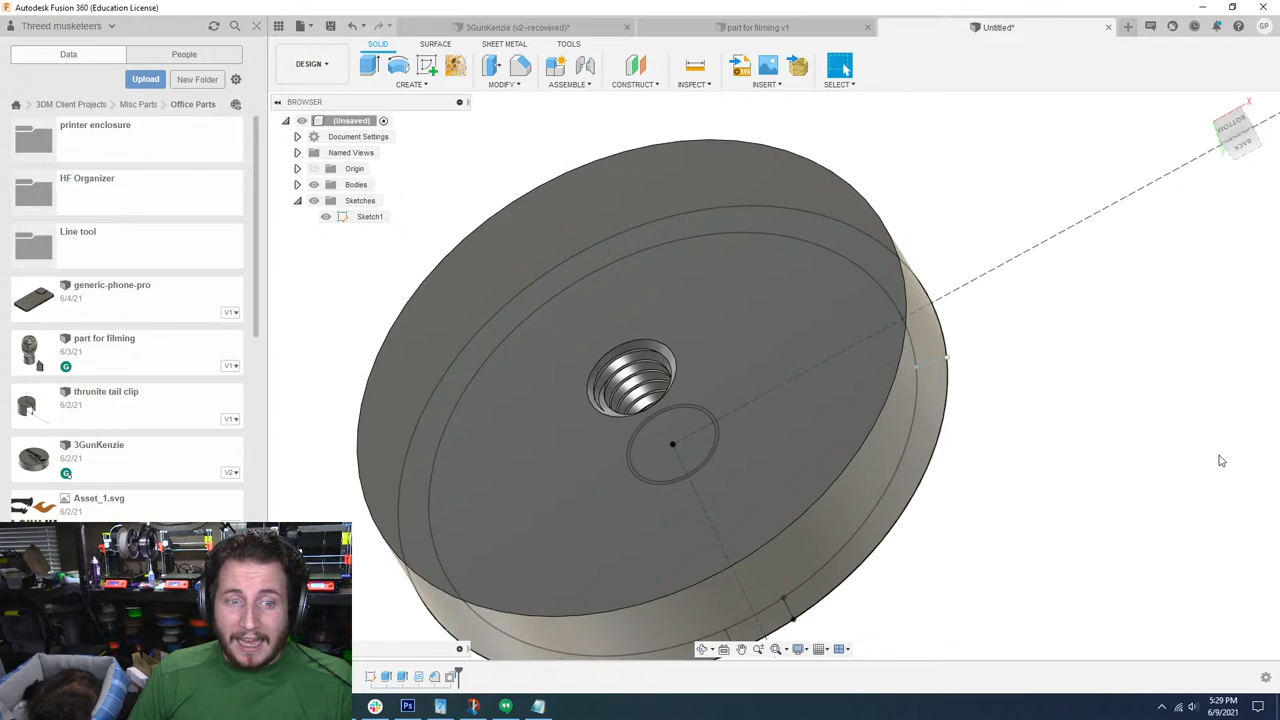 Autodesk Fusion 360 (Education License)
Threed musketeers
3GunKenzie (v2~recovered)*
part for filming v1
Untitled*
GP
Data
People
Upload
New Folder
3DM Client Projects
Misc Parts
Office Parts
printer enclosure
HF Organizer
Line tool
generic-phone-pro
6/4/21
V1
part for filming
6/3/21
G
V1
thrunite tail clip
6/2/21
V1
3GunKenzie
6/2/21
G
V2
Asset_1.svg
6/2/21
DESIGN
SOLID
SURFACE
SHEET METAL
TOOLS
CREATE
MODIFY
ASSEMBLE
CONSTRUCT
INSPECT
INSERT
SELECT
BROWSER
(Unsaved)
Document Settings
Named Views
Origin
Bodies
Sketches
Sketch1
X
BOTTOM
BACK
5:29 PM
6/9/2021